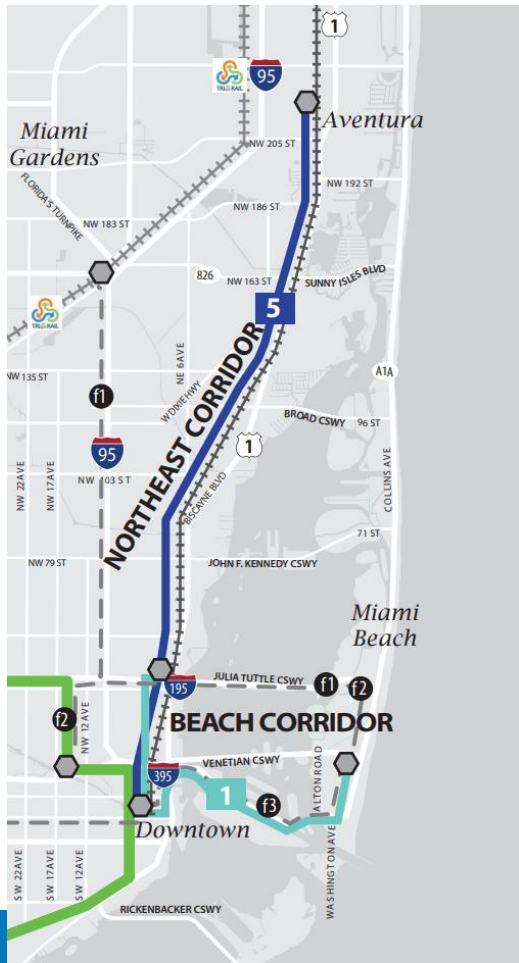 1
TRI RAIL
95
Aventura
Miami
Gardens
NW 205 ST
FLORIDA'S TURNPIKE
NW 192 ST
NW 186 ST
NW 183 ST
826
NW 163 ST
SUNNY ISLES BLVD
TRI RAIL
5
NORTHEAST CORRIDOR
NE 6 AVE
W DIXIE HWY
NW 135 ST
A1A
f1
BROAD CSWY
96 ST
1
95
NW 22 AVE
NW 17 AVE
NW 103 ST
BISCAYNE BLVD
COLLINS AVE
71 ST
NW 79 ST
JOHN F. KENNEDY CSWY
Miami
Beach
JULIA TUTTLE CSWY
f1
f2
195
f2
NW 12 AVE
BEACH CORRIDOR
VENETIAN CSWY
395
1
f3
ALTON ROAD
Downtown
WASHINGTON AVE
SW 22 AVE
SW 17 AVE
SW 12 AVE
RICKENBACKER CSWY